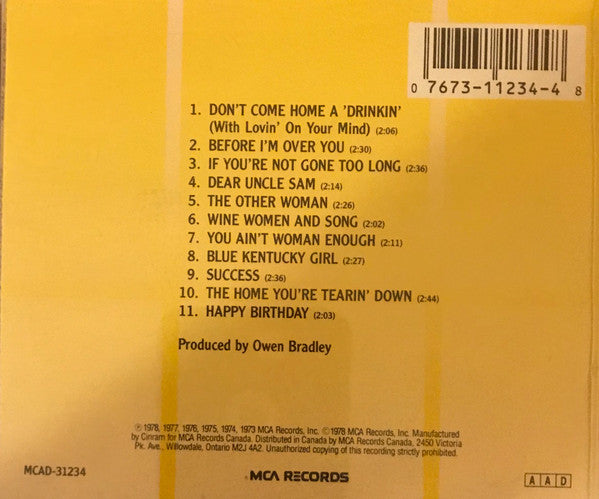 0 7673-11234-4 8
1. DON'T COME HOME A 'DRINKIN'
(With Lovin' On Your Mind) (2:06)
2. BEFORE I'M OVER YOU (2:30)
3. IF YOU'RE NOT GONE TOO LONG (2:36)
4. DEAR UNCLE SAM (2:14)
5. THE OTHER WOMAN (2:26)
6. WINE WOMEN AND SONG (2:02)
7. YOU AIN'T WOMAN ENOUGH (2:11)
8. BLUE KENTUCKY GIRL (2:27)
9. SUCCESS (2:36)
10. THE HOME YOU'RE TEARIN' DOWN (2:44)
11. HAPPY BIRTHDAY (2:03)
Produced by Owen Bradley
℗ 1978, 1977, 1976, 1975, 1974, 1973 MCA Records, Inc. © 1978 MCA Records, Inc. Manufactured
by Cinram for MCA Records Canada. Distributed in Canada by MCA Records Canada, 2450 Victoria
Pk. Ave., Willowdale, Ontario M2J 4A2. Unauthorized copying of this recording strictly prohibited.
MCAD-31234
MCA RECORDS
A A D